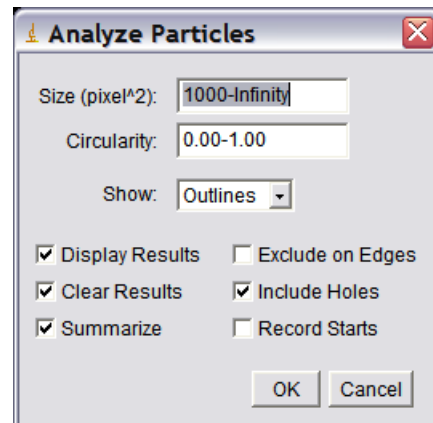 Analyze Particles
Size (pixel^2): 1000-Infinity
Circularity: 0.00-1.00
Show: Outlines
Display Results Exclude on Edges
Clear Results Include Holes
Summarize Record Starts
OK Cancel